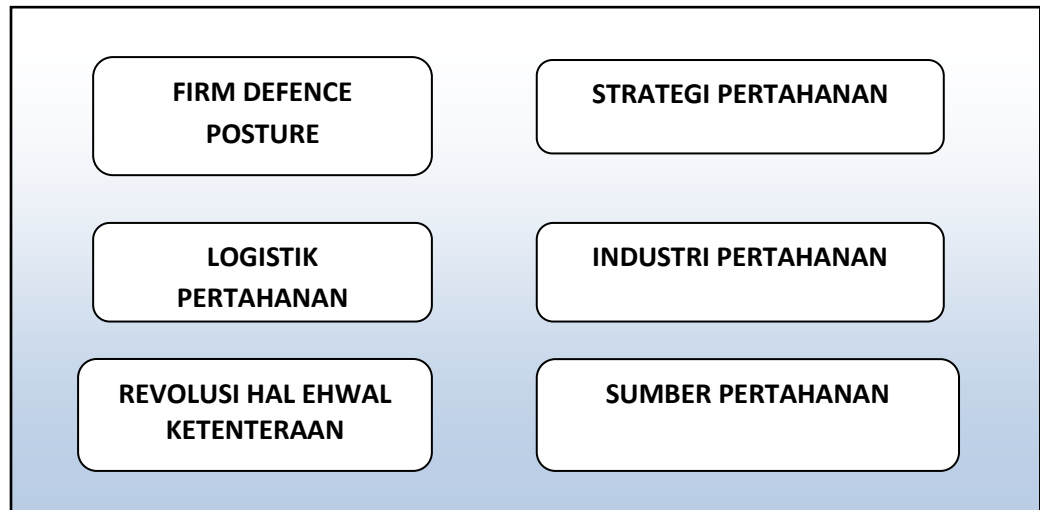 FIRM DEFENCE
POSTURE
STRATEGI PERTAHANAN
LOGISTIK
PERTAHANAN
INDUSTRI PERTAHANAN
REVOLUSI HAL EHWAL
KETENTERAAN
SUMBER PERTAHANAN